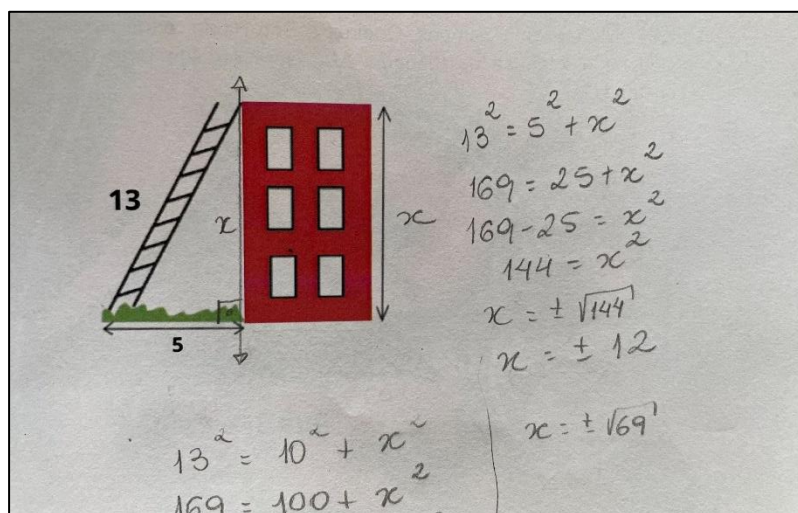 13
x
x
5
13² = 5² + x²
169 = 25 + x²
169 - 25 = x²
144 = x²
x = ± √144
x = ± 12
13² = 10² + x²
169 = 100 + x²
x = ± √69